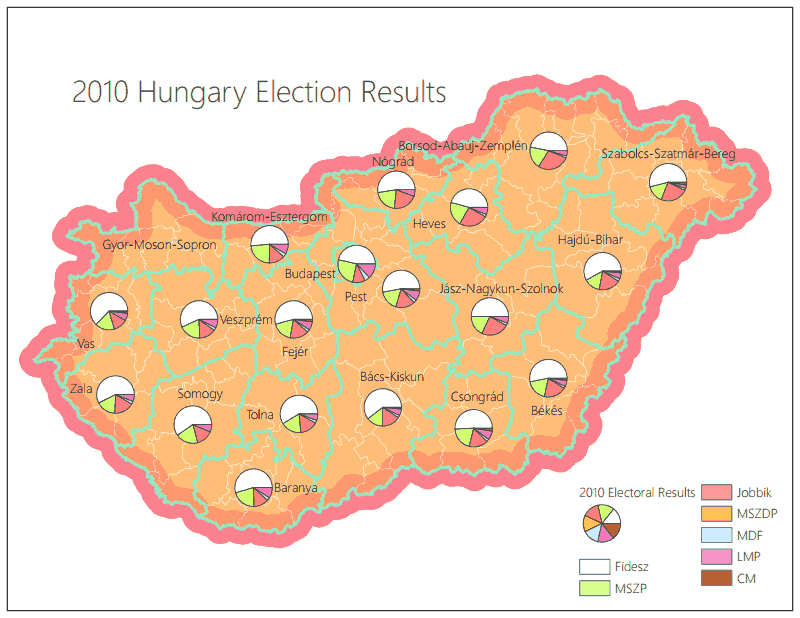 2010 Hungary Election Results
Borsod-Abauj-Zemplén
Nógrád
Szabolcs-Szatmár-Bereg
Komárom-Esztergom
Heves
Gyor-Moson-Sopron
Hajdú-Bihar
Budapest
Pest
Jász-Nagykun-Szolnok
Veszprém
Vas
Fejér
Zala
Bács-Kiskun
Somogy
Csongrád
Tolna
Békés
Baranya
2010 Electoral Results
Fidesz
MSZP
Jobbik
MSZDP
MDF
LMP
CM